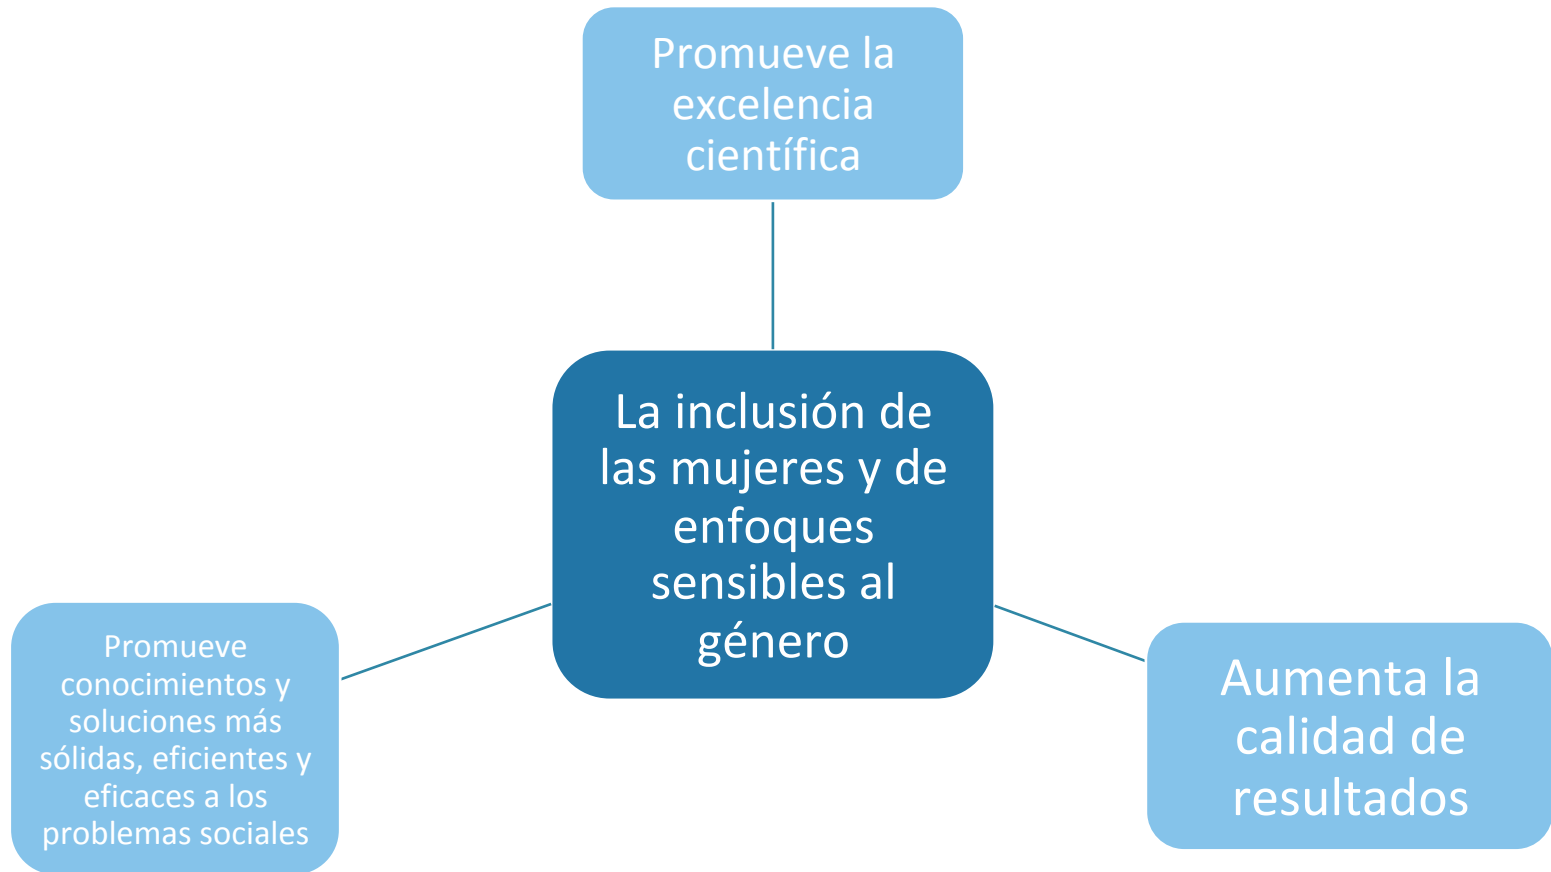 Promueve la
excelencia
científica
La inclusión de
las mujeres y de
enfoques
sensibles al
género
Promueve
conocimientos y
soluciones más
sólidas, eficientes y
eficaces a los
problemas sociales
Aumenta la
calidad de
resultados